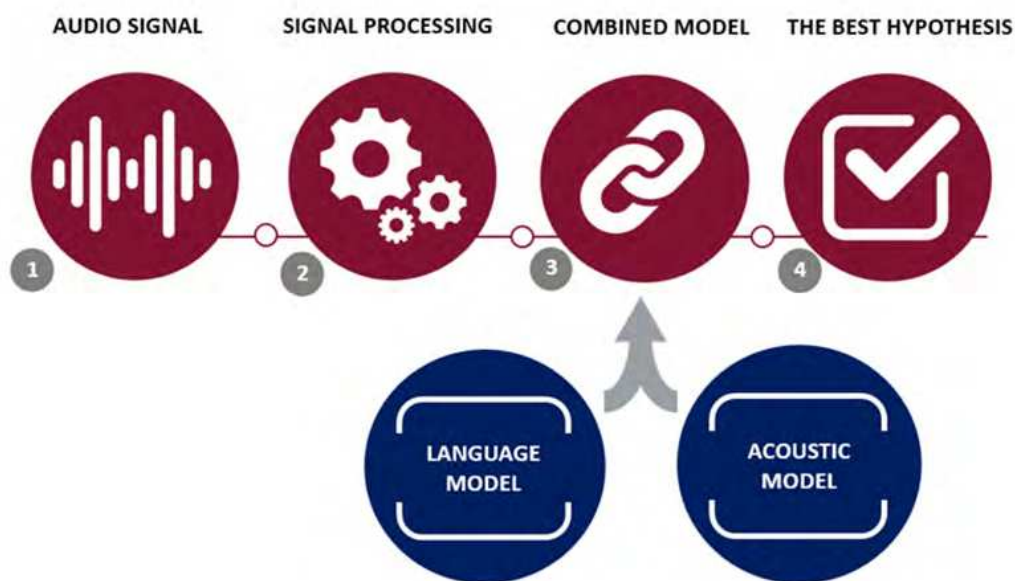 AUDIO SIGNAL
SIGNAL PROCESSING
COMBINED MODEL
THE BEST HYPOTHESIS
1
2
3
4
LANGUAGE
MODEL
ACOUSTIC
MODEL